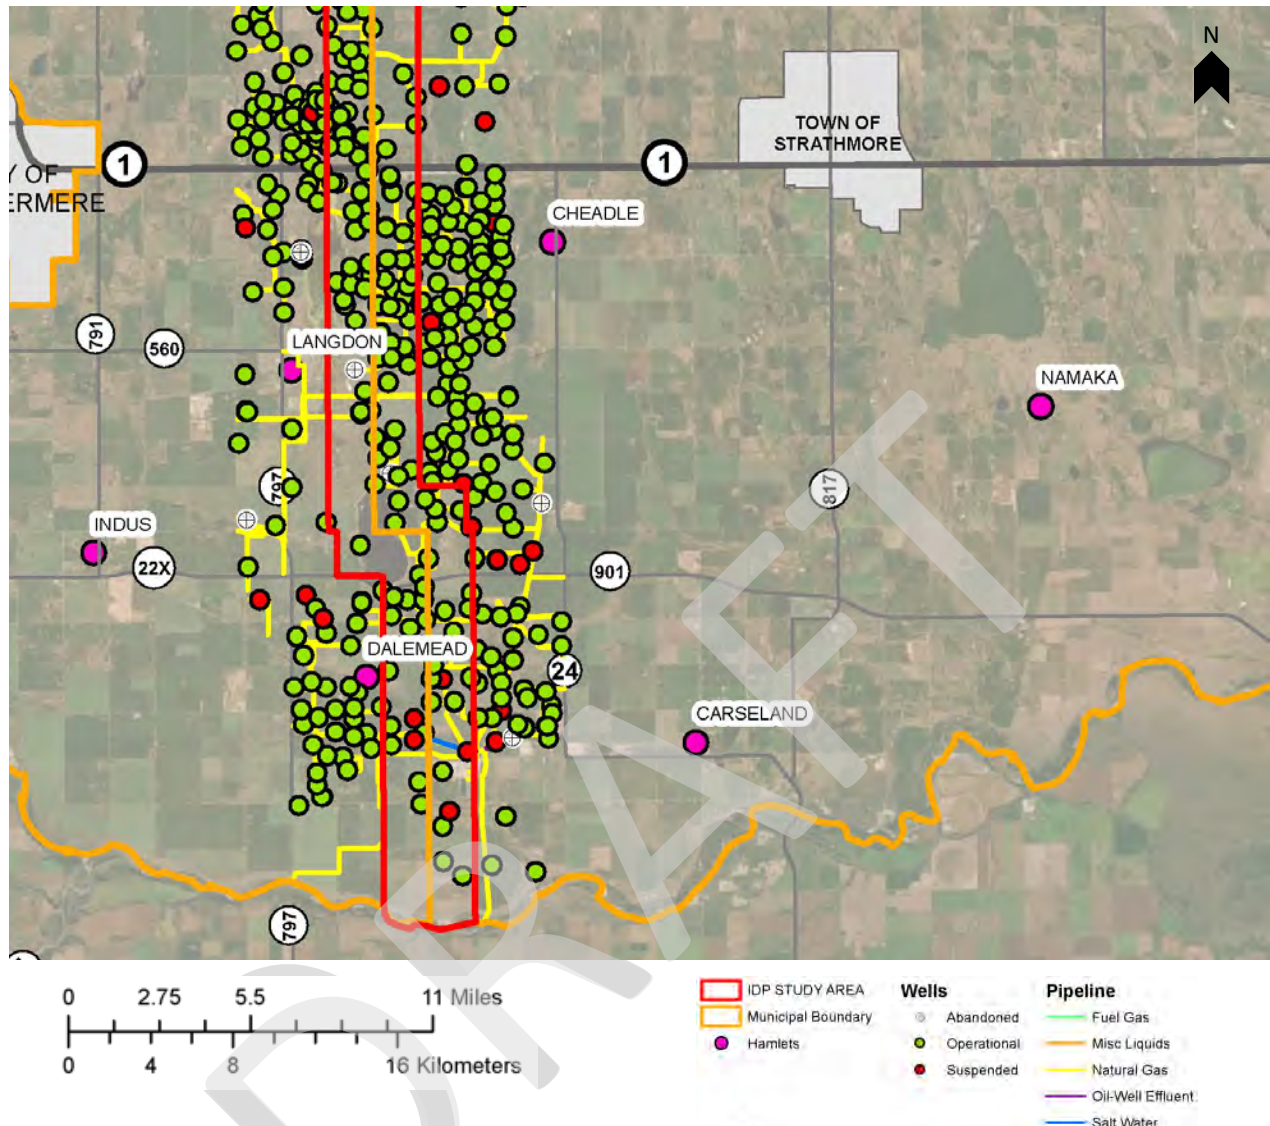 N
TOWN OF
STRATHMORE
1
1
Y OF
ERMERE
CHEADLE
791
560
LANGDON
NAMAKA
797
817
INDUS
22X
901
DALEMEAD
24
CARSELAND
797
DRAFT
0 2.75 5.5 11 Miles
0 4 8 16 Kilometers
IDP STUDY AREA
Municipal Boundary
Hamlets
Wells
Abandoned
Operational
Suspended
Pipeline
Fuel Gas
Misc Liquids
Natural Gas
Oil-Well Effluent
Salt Water